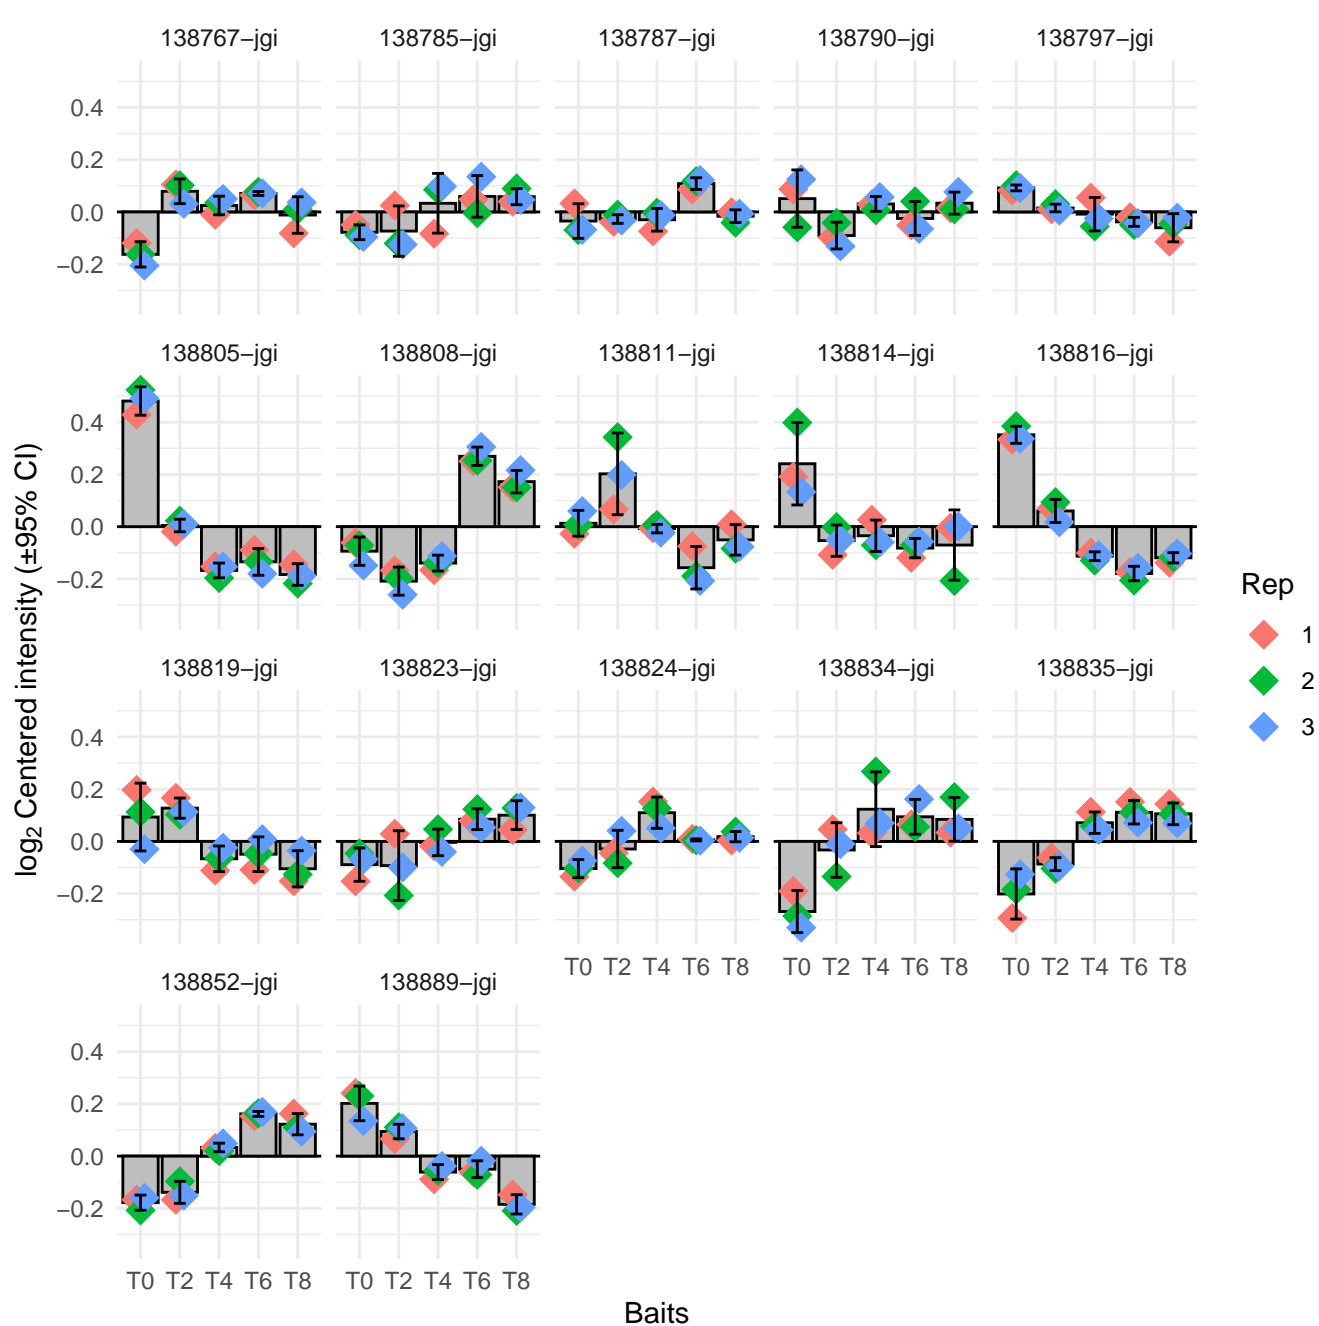 138767−jgi 138785−jgi 138787−jgi 138790−jgi 138797−jgi
0.4
0.2
0.0
−0.2
138805−jgi 138808−jgi 138811−jgi 138814−jgi 138816−jgi
0.4
0.2
0.0
−0.2
138819−jgi 138823−jgi 138824−jgi 138834−jgi 138835−jgi
0.4
0.2
0.0
−0.2
T0 T2 T4 T6 T8 T0 T2 T4 T6 T8 T0 T2 T4 T6 T8
138852−jgi 138889−jgi
0.4
0.2
0.0
−0.2
T0 T2 T4 T6 T8 T0 T2 T4 T6 T8
Baits
log₂ Centered intensity (±95% CI)
Rep
1
2
3